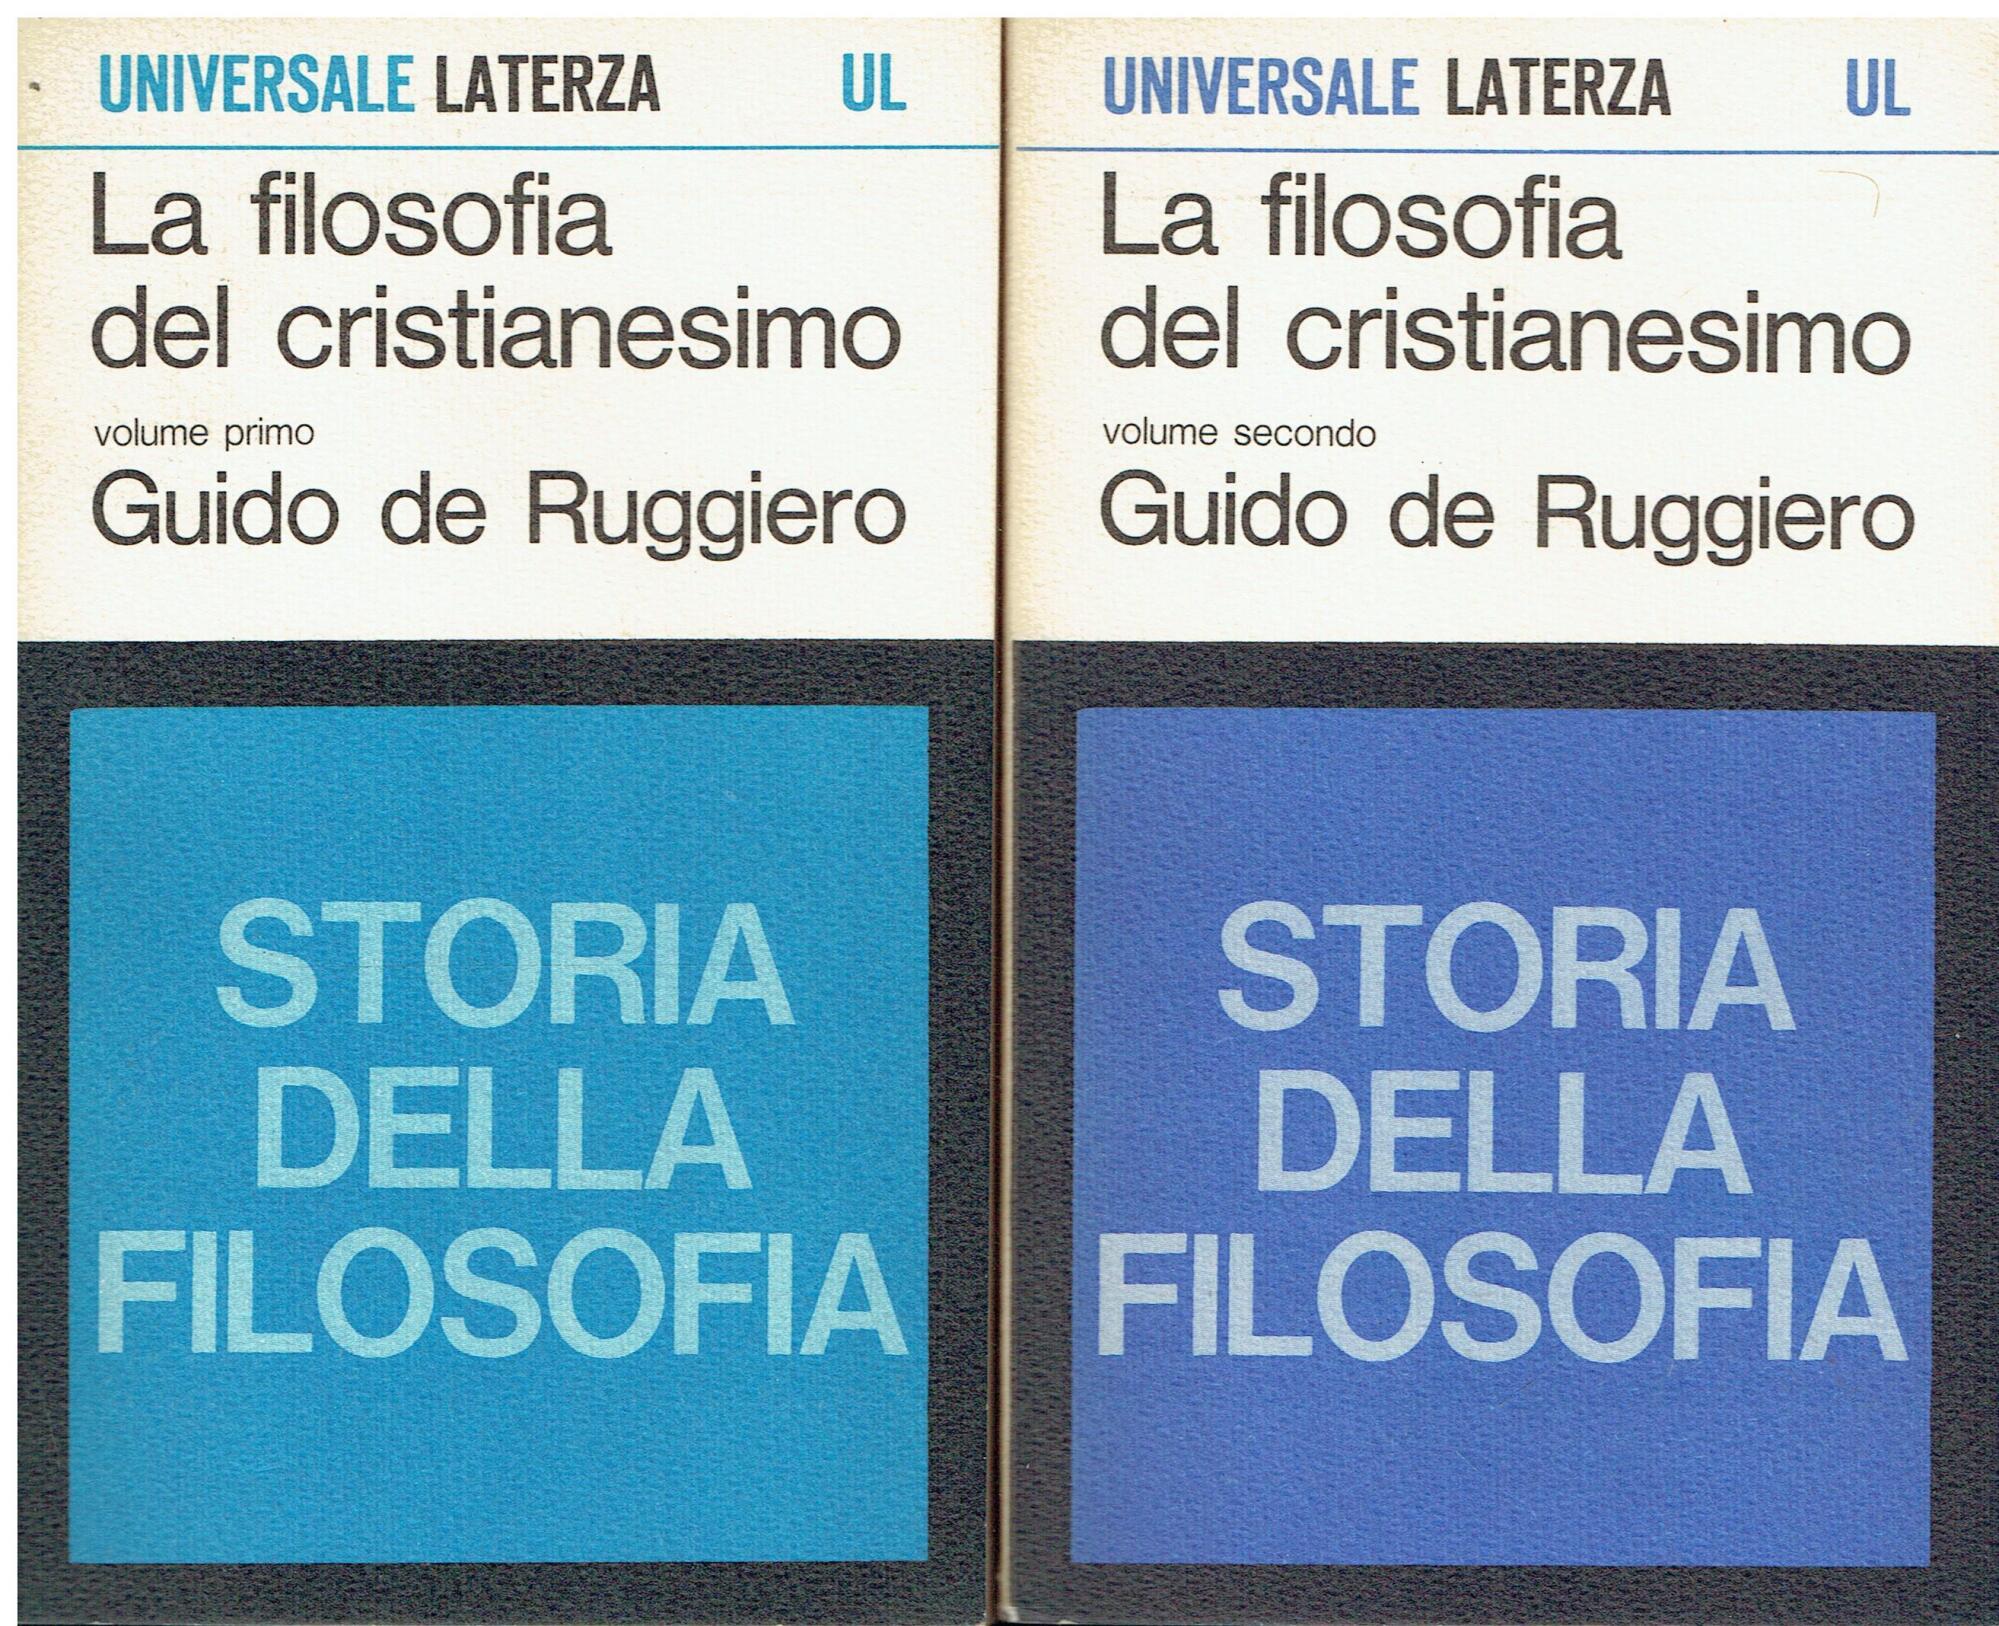 UNIVERSALE LATERZA UL
La filosofia
del cristianesimo
volume primo
Guido de Ruggiero
STORIA
DELLA
FILOSOFIA
UNIVERSALE LATERZA UL
La filosofia
del cristianesimo
volume secondo
Guido de Ruggiero
STORIA
DELLA
FILOSOFIA